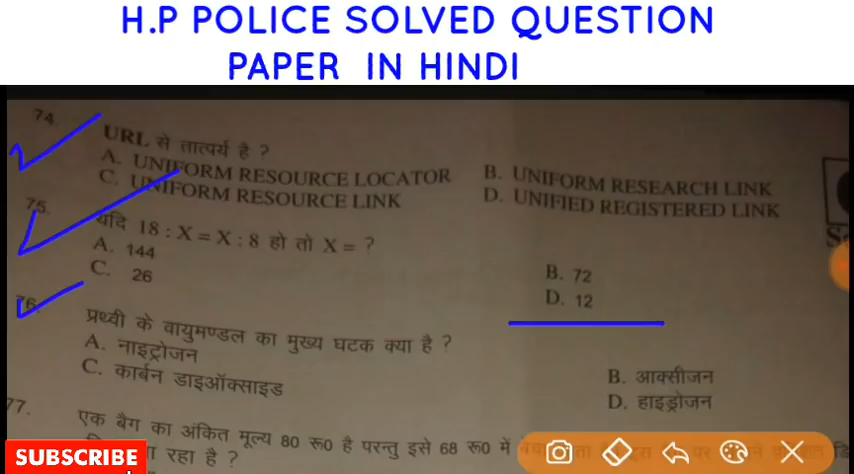 H.P POLICE SOLVED QUESTION
PAPER IN HINDI
74.
URL से तात्पर्य है ?
A. UNIFORM RESOURCE LOCATOR B. UNIFORM RESEARCH LINK
C. UNIFORM RESOURCE LINK D. UNIFIED REGISTERED LINK
75.
यदि 18 : X = X : 8 हो तो X = ?
A. 144 B. 72
C. 26 D. 12
76.
प्रथ्वी के वायुमण्डल का मुख्य घटक क्या है ?
A. नाइट्रोजन B. आक्सीजन
C. कार्बन डाइऑक्साइड D. हाइड्रोजन
77.
एक बैग का अंकित मूल्य 80 रू0 है परन्तु इसे 68 रू0 में
रहा है ?
SUBSCRIBE